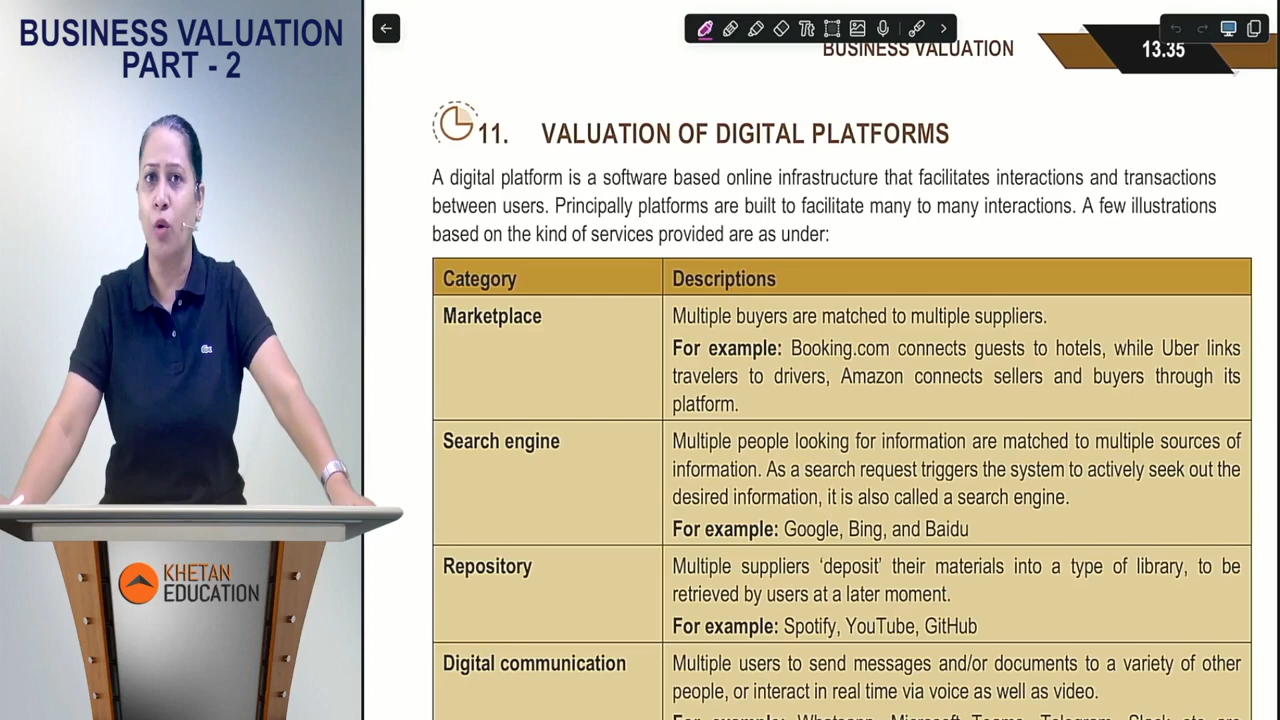 BUSINESS VALUATION
PART - 2
BUSINESS VALUATION
13.35
11. VALUATION OF DIGITAL PLATFORMS
A digital platform is a software based online infrastructure that facilitates interactions and transactions
between users. Principally platforms are built to facilitate many to many interactions. A few illustrations
based on the kind of services provided are as under:
Category Descriptions
Marketplace Multiple buyers are matched to multiple suppliers.
For example: Booking.com connects guests to hotels, while Uber links
travelers to drivers, Amazon connects sellers and buyers through its
platform.
Search engine Multiple people looking for information are matched to multiple sources of
information. As a search request triggers the system to actively seek out the
desired information, it is also called a search engine.
For example: Google, Bing, and Baidu
Repository Multiple suppliers ‘deposit’ their materials into a type of library, to be
retrieved by users at a later moment.
For example: Spotify, YouTube, GitHub
Digital communication Multiple users to send messages and/or documents to a variety of other
people, or interact in real time via voice as well as video.
For example: Whatsapp, Microsoft Teams, Telegram, Slack etc are
KHETAN
EDUCATION